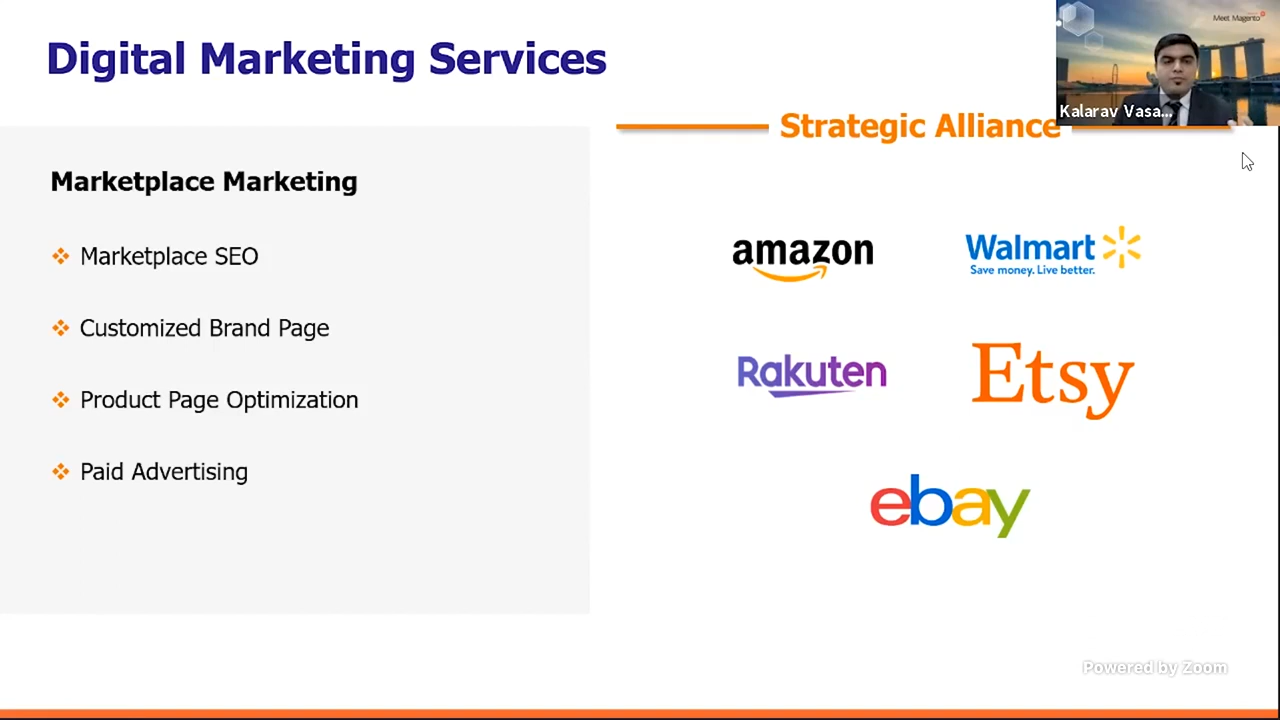 Digital Marketing Services
Meet Magento
Kalarav Vasa...
Strategic Alliance
Marketplace Marketing
Marketplace SEO
Customized Brand Page
Product Page Optimization
Paid Advertising
amazon
Walmart
Save money. Live better.
Rakuten
Etsy
ebay
Powered by Zoom